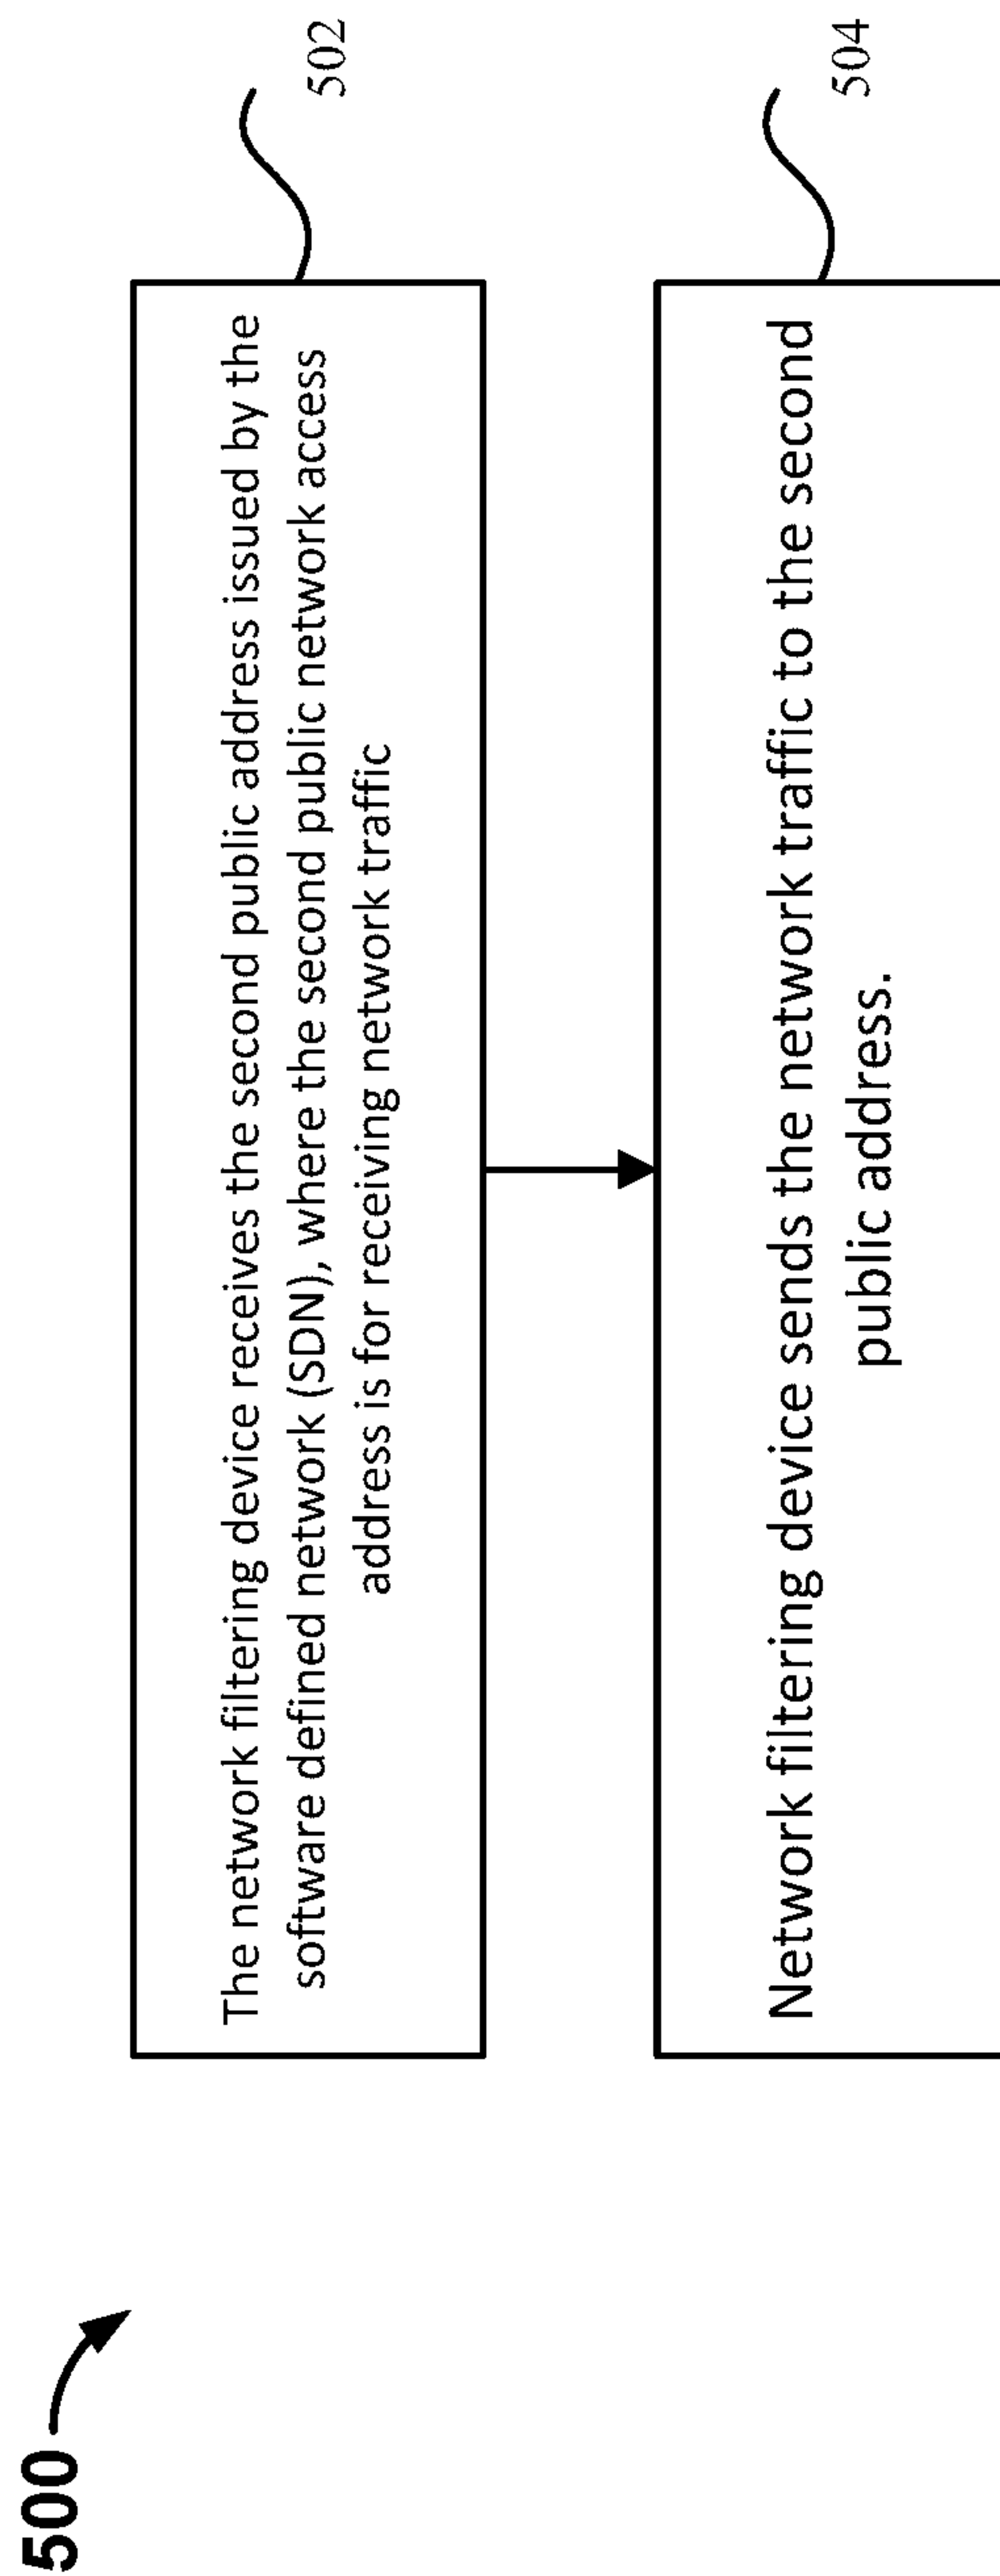 500
The network filtering device receives the second public address issued by the
software defined network (SDN), where the second public network access
address is for receiving network traffic
502
Network filtering device sends the network traffic to the second
public address.
504